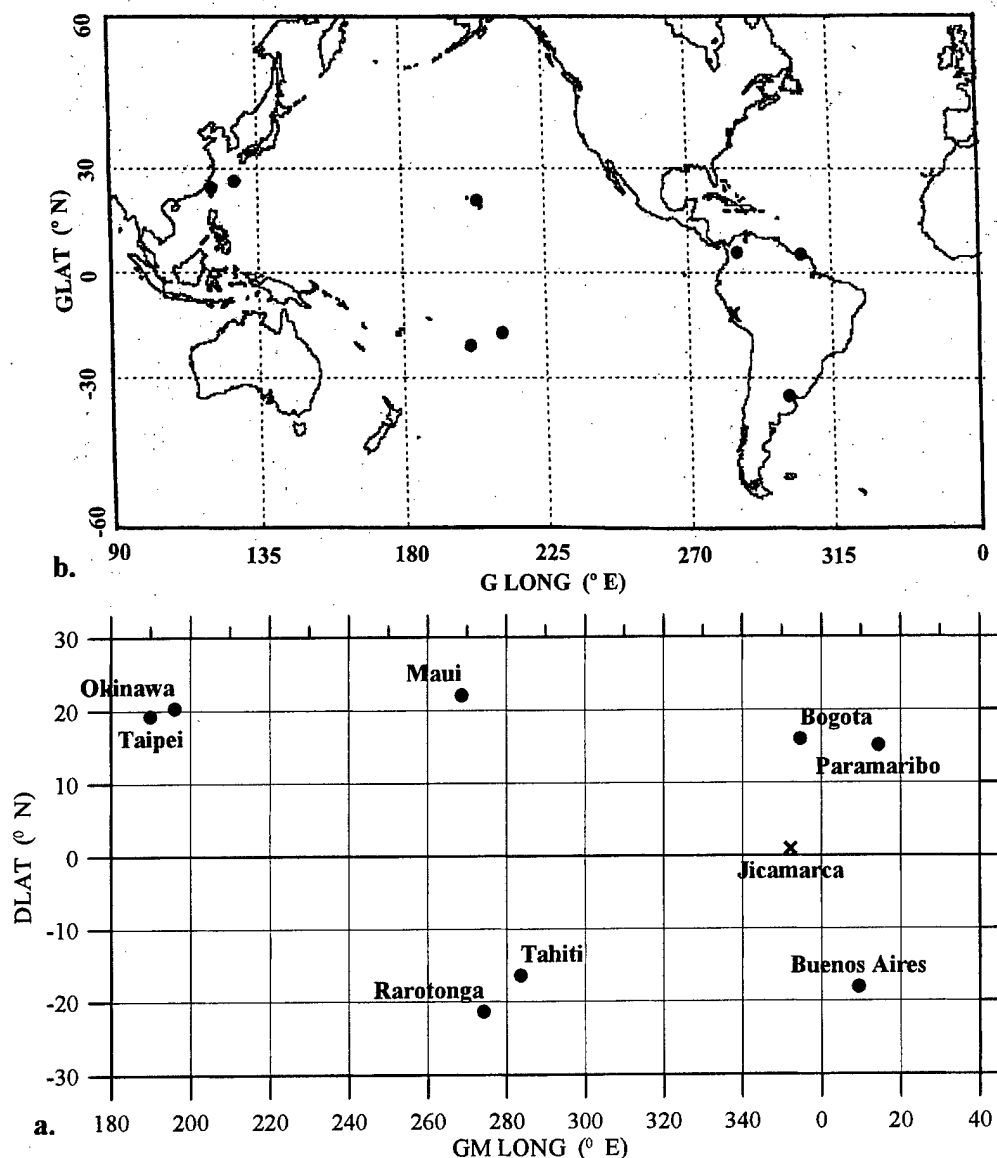 60
30
0
-30
-60
GLAT (° N)
90 135 180 225 270 315 0
b.
G LONG (° E)
30
20
10
0
-10
-20
-30
DLAT (⁰ N)
Okinawa
Taipei
Maui
Bogota
Paramaribo
Jicamarca
Tahiti
Rarotonga
Buenos Aires
180 200 220 240 260 280 300 320 340 0 20 40
a.
GM LONG (⁰ E)